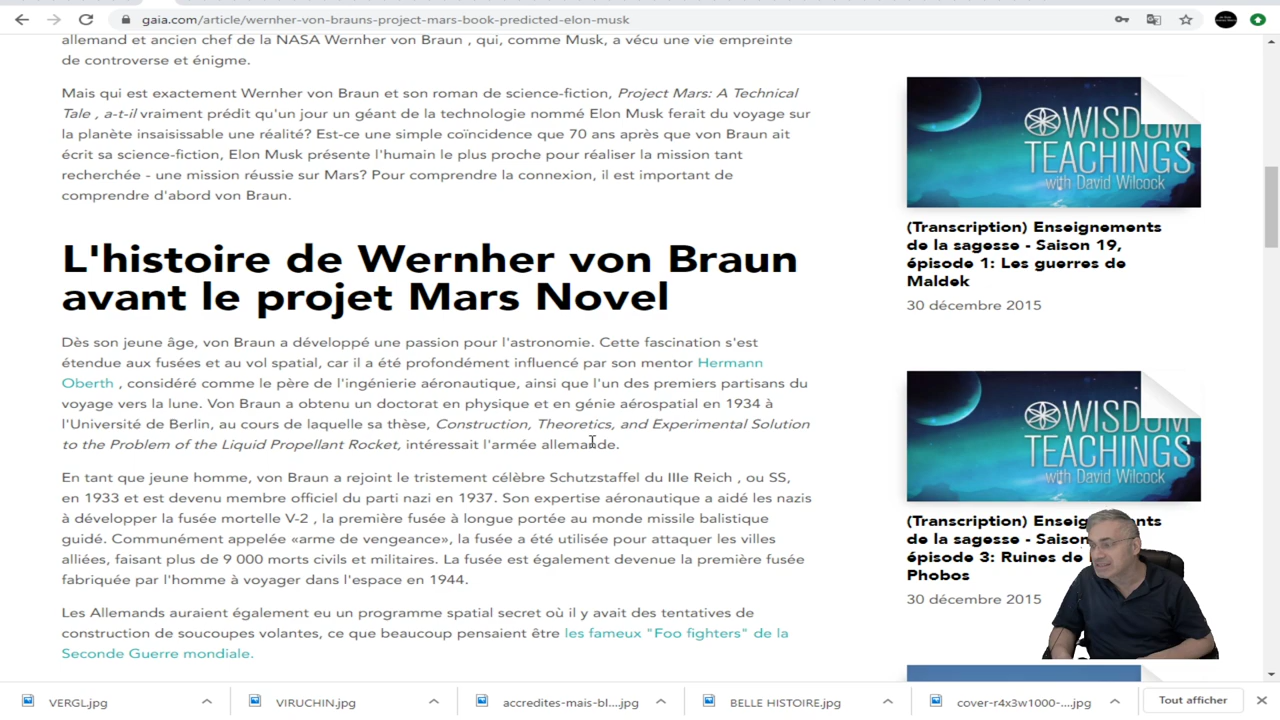 gaia.com/article/wernher-von-brauns-project-mars-book-predicted-elon-musk
allemand et ancien chef de la NASA Wernher von Braun , qui, comme Musk, a vécu une vie empreinte
de controverse et énigme.
Mais qui est exactement Wernher von Braun et son roman de science-fiction, Project Mars: A Technical
Tale , a-t-il vraiment prédit qu'un jour un géant de la technologie nommé Elon Musk ferait du voyage sur
la planète insaisissable une réalité? Est-ce une simple coïncidence que 70 ans après que von Braun ait
écrit sa science-fiction, Elon Musk présente l'humain le plus proche pour réaliser la mission tant
recherchée - une mission réussie sur Mars? Pour comprendre la connexion, il est important de
comprendre d'abord von Braun.
L'histoire de Wernher von Braun
avant le projet Mars Novel
Dès son jeune âge, von Braun a développé une passion pour l'astronomie. Cette fascination s'est
étendue aux fusées et au vol spatial, car il a été profondément influencé par son mentor Hermann
Oberth , considéré comme le père de l'ingénierie aéronautique, ainsi que l'un des premiers partisans du
voyage vers la lune. Von Braun a obtenu un doctorat en physique et en génie aérospatial en 1934 à
l'Université de Berlin, au cours de laquelle sa thèse, Construction, Theoretics, and Experimental Solution
to the Problem of the Liquid Propellant Rocket, intéressait l'armée allemande.
En tant que jeune homme, von Braun a rejoint le tristement célèbre Schutzstaffel du IIIe Reich , ou SS,
en 1933 et est devenu membre officiel du parti nazi en 1937. Son expertise aéronautique a aidé les nazis
à développer la fusée mortelle V-2 , la première fusée à longue portée au monde missile balistique
guidé. Communément appelée «arme de vengeance», la fusée a été utilisée pour attaquer les villes
alliées, faisant plus de 9 000 morts civils et militaires. La fusée est également devenue la première fusée
fabriquée par l'homme à voyager dans l'espace en 1944.
Les Allemands auraient également eu un programme spatial secret où il y avait des tentatives de
construction de soucoupes volantes, ce que beaucoup pensaient être les fameux "Foo fighters" de la
Seconde Guerre mondiale.
WISDOM
TEACHINGS
with David Wilcock
(Transcription) Enseignements
de la sagesse - Saison 19,
épisode 1: Les guerres de
Maldek
30 décembre 2015
WISDOM
TEACHINGS
with David Wilcock
(Transcription) Enseig ents
de la sagesse - Saison
épisode 3: Ruines de
Phobos
30 décembre 2015
VERGL.jpg
VIRUCHIN.jpg
accredites-mais-bl....jpg
BELLE HISTOIRE.jpg
cover-r4x3w1000-....jpg
Tout afficher